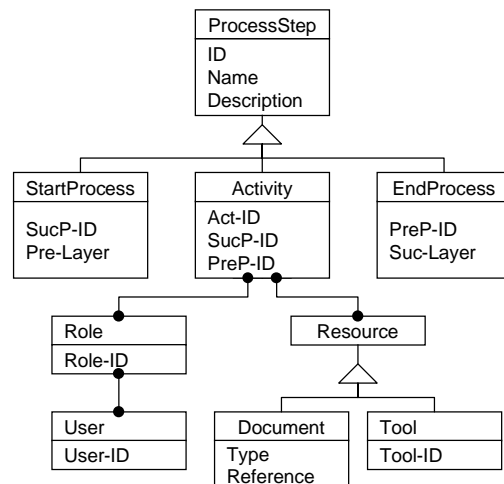 ProcessStep
ID
Name
Description
StartProcess
SucP-ID
Pre-Layer
Activity
Act-ID
SucP-ID
PreP-ID
EndProcess
PreP-ID
Suc-Layer
Role
Role-ID
Resource
User
User-ID
Document
Type
Reference
Tool
Tool-ID